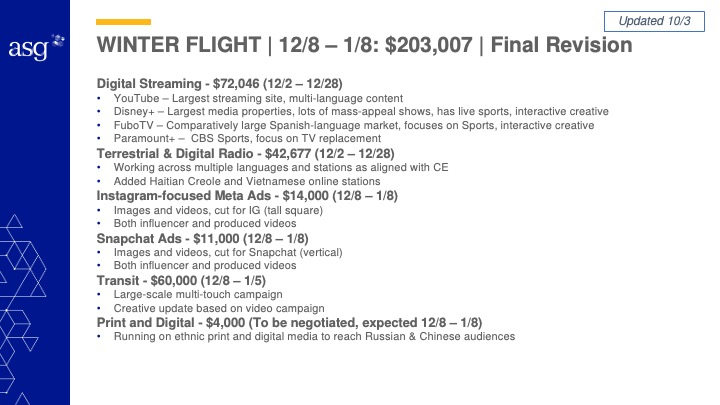 Updated 10/3
asg
WINTER FLIGHT | 12/8 – 1/8: $203,007 | Final Revision
Digital Streaming - $72,046 (12/2 – 12/28)
• YouTube – Largest streaming site, multi-language content
• Disney+ – Largest media properties, lots of mass-appeal shows, has live sports, interactive creative
• FuboTV – Comparatively large Spanish-language market, focuses on Sports, interactive creative
• Paramount+ – CBS Sports, focus on TV replacement
Terrestrial & Digital Radio - $42,677 (12/2 – 12/28)
• Working across multiple languages and stations as aligned with CE
• Added Haitian Creole and Vietnamese online stations
Instagram-focused Meta Ads - $14,000 (12/8 – 1/8)
• Images and videos, cut for IG (tall square)
• Both influencer and produced videos
Snapchat Ads - $11,000 (12/8 – 1/8)
• Images and videos, cut for Snapchat (vertical)
• Both influencer and produced videos
Transit - $60,000 (12/8 – 1/5)
• Large-scale multi-touch campaign
• Creative update based on video campaign
Print and Digital - $4,000 (To be negotiated, expected 12/8 – 1/8)
• Running on ethnic print and digital media to reach Russian & Chinese audiences